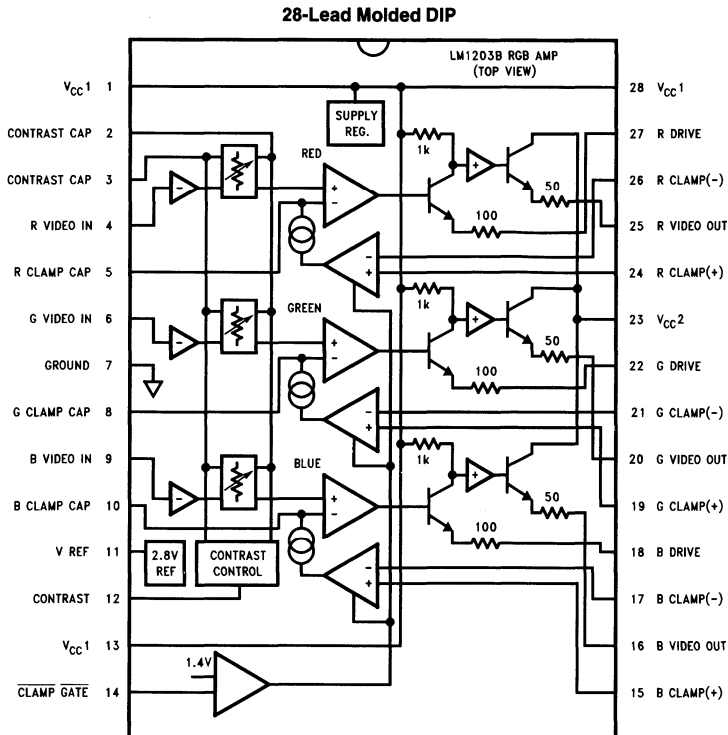 28-Lead Molded DIP
LM1203B RGB AMP
(TOP VIEW)
VCC1 1
CONTRAST CAP 2
CONTRAST CAP 3
R VIDEO IN 4
R CLAMP CAP 5
G VIDEO IN 6
GROUND 7
G CLAMP CAP 8
B VIDEO IN 9
B CLAMP CAP 10
V REF 11
CONTRAST 12
VCC1 13
CLAMP GATE 14
28 VCC1
27 R DRIVE
26 R CLAMP(-)
25 R VIDEO OUT
24 R CLAMP(+)
23 VCC2
22 G DRIVE
21 G CLAMP(-)
20 G VIDEO OUT
19 G CLAMP(+)
18 B DRIVE
17 B CLAMP(-)
16 B VIDEO OUT
15 B CLAMP(+)
SUPPLY
REG.
RED
1k
+
50
100
-
+
-
-
+
GREEN
1k
+
50
100
-
+
-
-
+
BLUE
1k
+
50
100
-
+
-
-
+
2.8V
REF
CONTRAST
CONTROL
1.4V